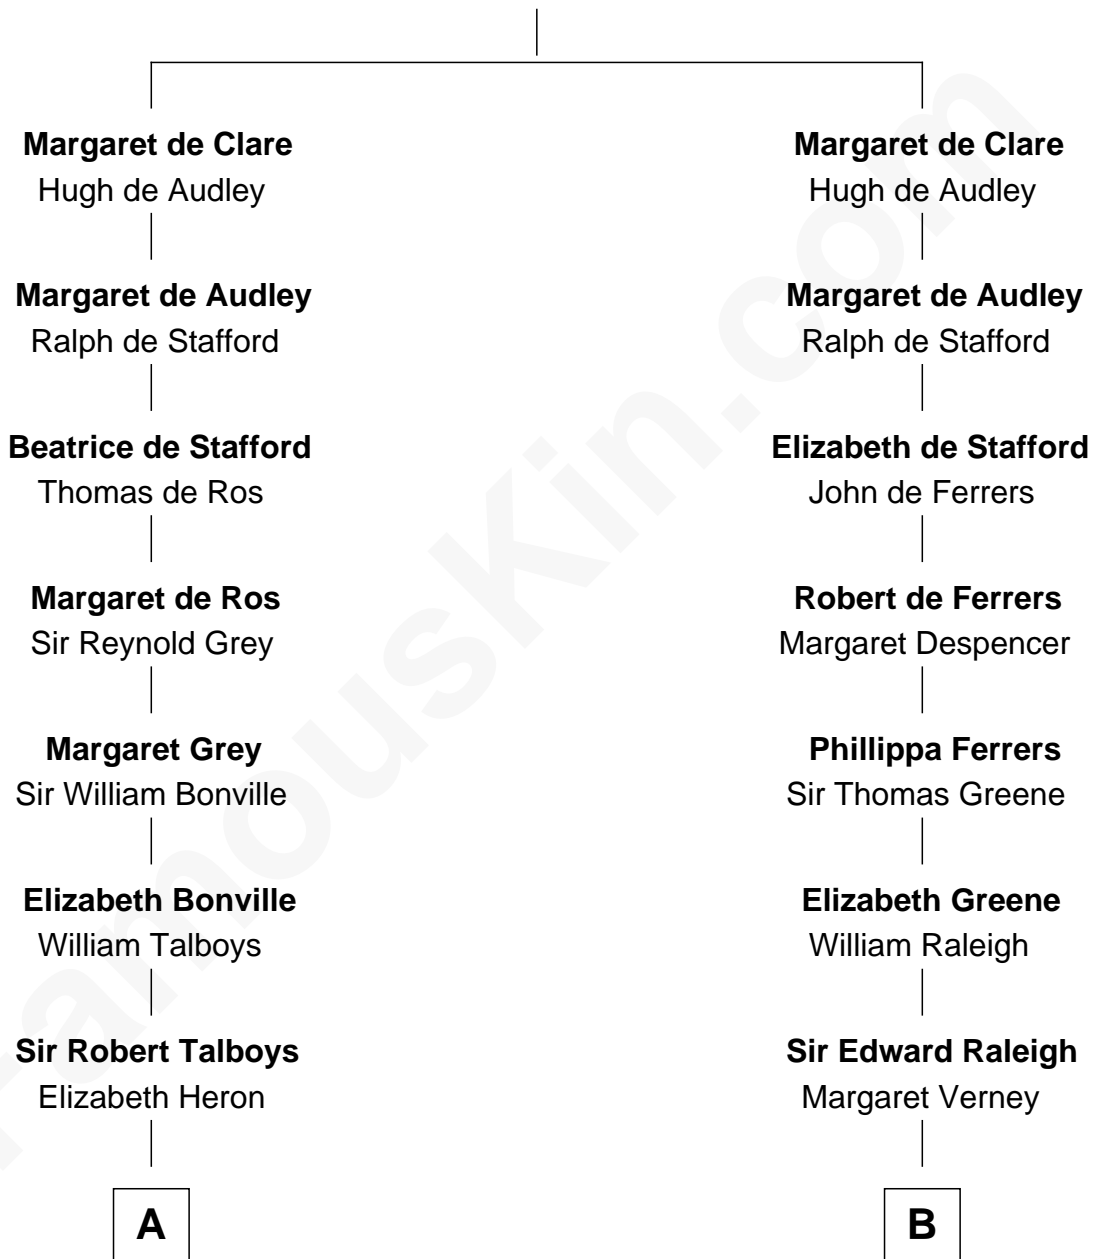 Margaret de Clare
Hugh de Audley
Margaret de Audley
Ralph de Stafford
Beatrice de Stafford
Thomas de Ros
Margaret de Ros
Sir Reynold Grey
Margaret Grey
Sir William Bonville
Elizabeth Bonville
William Talboys
Sir Robert Talboys
Elizabeth Heron
A
Margaret de Clare
Hugh de Audley
Margaret de Audley
Ralph de Stafford
Elizabeth de Stafford
John de Ferrers
Robert de Ferrers
Margaret Despencer
Phillippa Ferrers
Sir Thomas Greene
Elizabeth Greene
William Raleigh
Sir Edward Raleigh
Margaret Verney
B
FamousKin.com